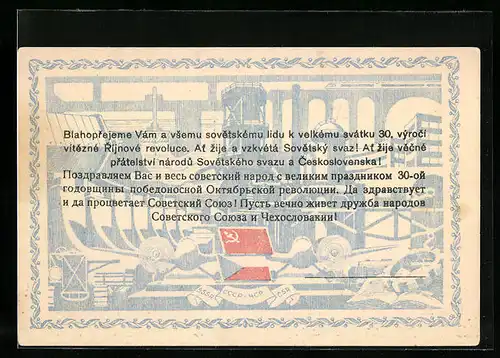 Blahopřejeme Vám a všemu sovětskému lidu k velkému svátku 30, výročí
vítězné Říjnové revoluce. Ať žije a vzkvétá Sovětský svaz! Ať žije věčné
přátelství národů Sovětského svazu a Československa!
Поздравляем Вас и весь советский народ с великим праздником 30-ой
годовщины победоносной Октябрьской революции. Да здравствует
и да процветает Советский Союз! Пусть вечно живет дружба народов
Советского Союза и Чехословакии!
СССР-ЧСР